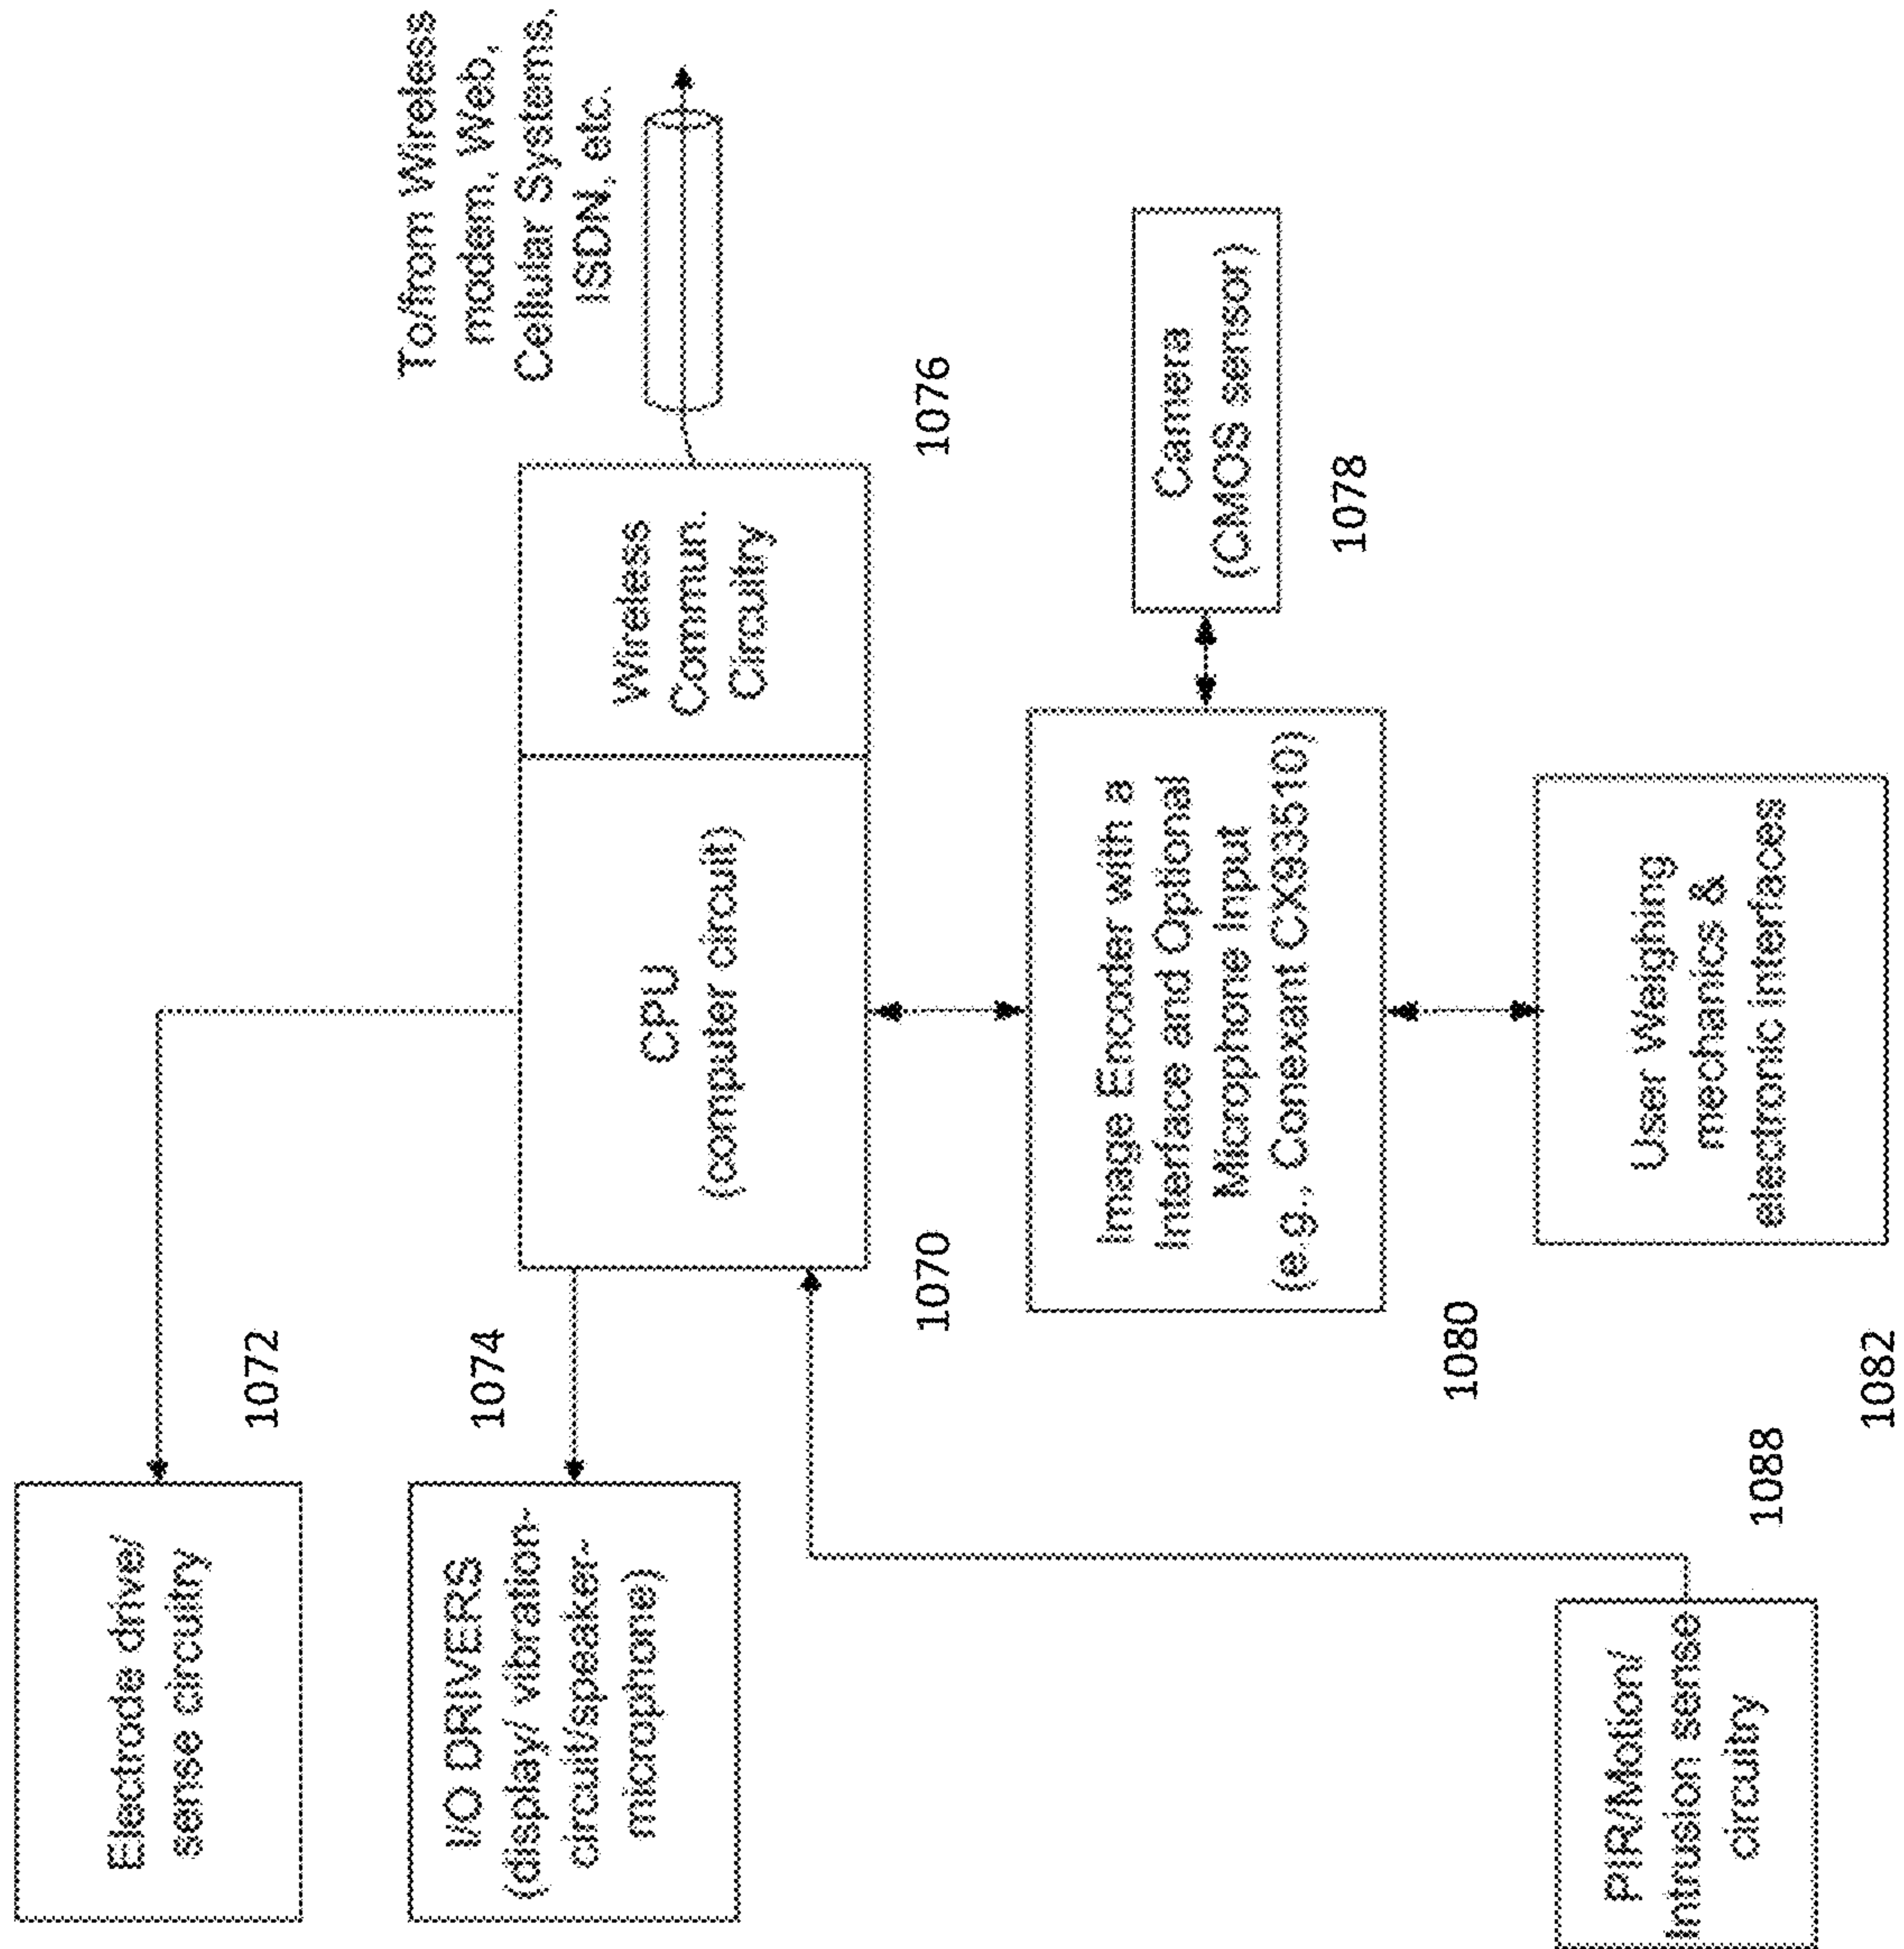 Electrode drive/
sense circuitry
1072
To/from Wireless
modem, Web,
Cellular Systems,
ISDN, etc.
I/O DRIVERS
(display/ vibration-
circuit/speaker-
microphone)
1074
CPU
(computer circuit)
1070
Wireless
Commun.
Circuitry
1076
Image Encoder with a
Interface and Optional
Microphone Input
(e.g., Conexant CX93510)
1080
Camera
(CMOS sensor)
1078
PIR/Motion/
Intrusion sense
circuitry
1088
User Weighing
mechanics &
electronic interfaces
1082